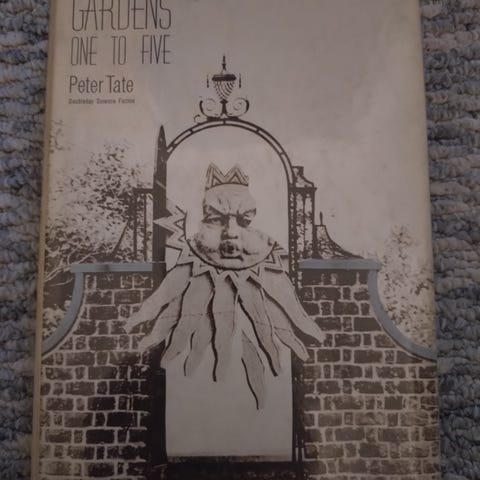 GARDENS
ONE TO FIVE
Peter Tate
Doubleday Science Fiction